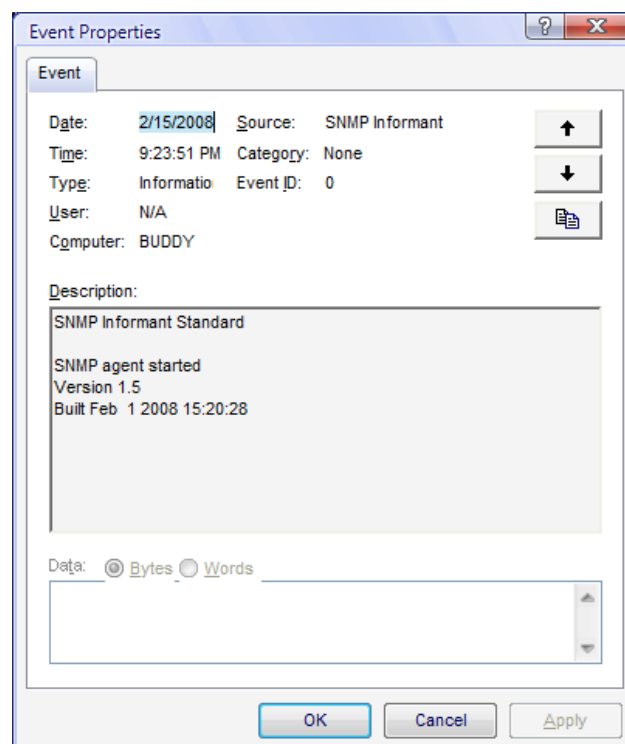 Event Properties
Event
Date: 2/15/2008 Source: SNMP Informant
Time: 9:23:51 PM Category: None
Type: Informatio Event ID: 0
User: N/A
Computer: BUDDY
Description:
SNMP Informant Standard
SNMP agent started
Version 1.5
Built Feb 1 2008 15:20:28
Data: Bytes Words
OK Cancel Apply